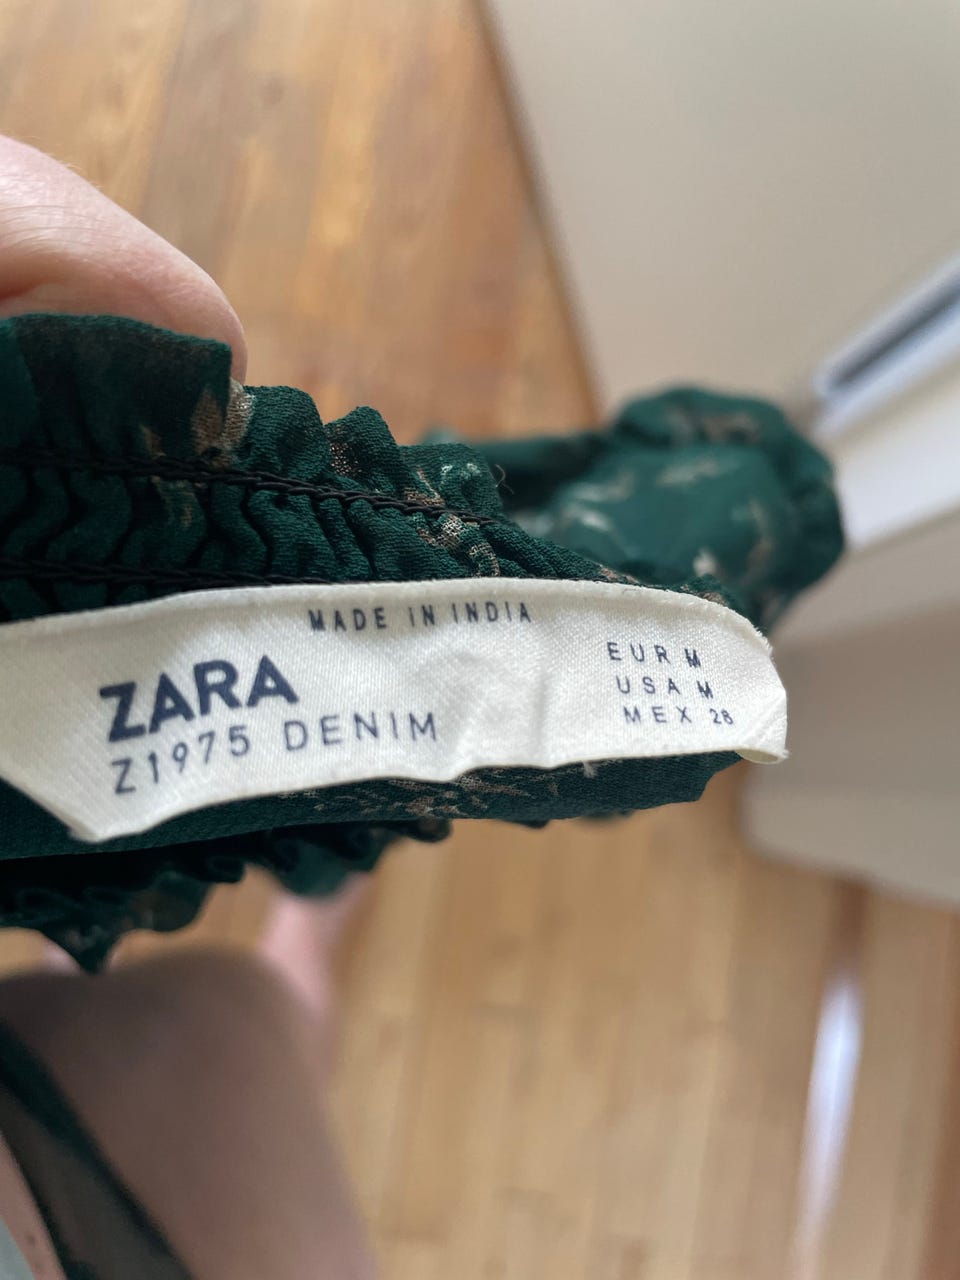 MADE IN INDIA
ZARA
Z1975 DENIM
EUR M
USA M
MEX 28